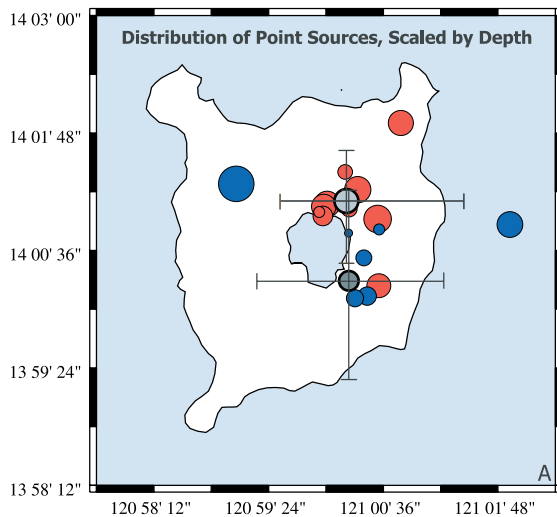 14 03' 00"
Distribution of Point Sources, Scaled by Depth
14 01' 48"
14 00' 36"
13 59' 24"
13 58' 12"
A
120 58' 12" 120 59' 24" 121 00' 36" 121 01' 48"